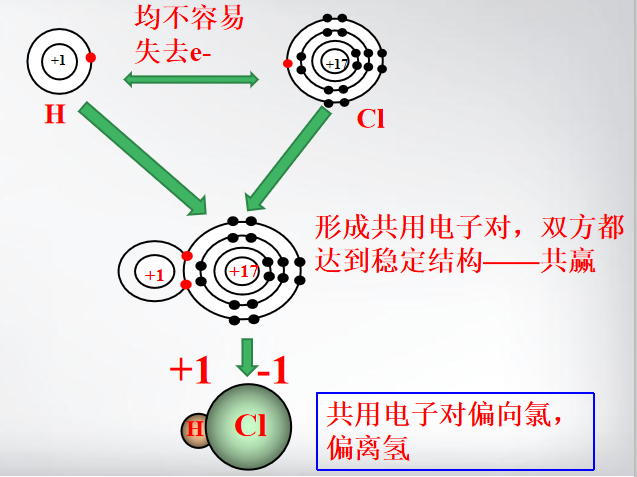 均不容易
失去e-
+1
+17
H
Cl
形成共用电子对，双方都
达到稳定结构——共赢
+1
+17
+1
-1
H
Cl
共用电子对偏向氯，
偏离氢